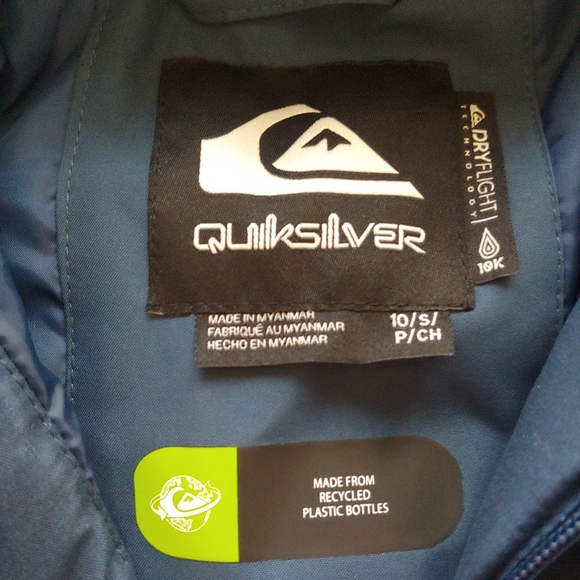 QUIKSILVER
DRYFLIGHT
TECHNOLOGY
10K
MADE IN MYANMAR
FABRIQUÉ AU MYANMAR
HECHO EN MYANMAR
10/S/
P/CH
MADE FROM
RECYCLED
PLASTIC BOTTLES